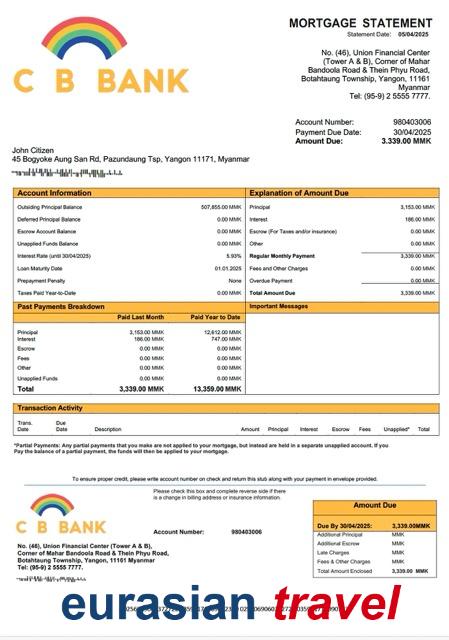 MORTGAGE STATEMENT
Statement Date: 05/04/2025
C B BANK
No. (46), Union Financial Center
(Tower A & B), Corner of Mahar
Bandoola Road & Thein Phyu Road,
Botahtaung Township, Yangon, 11161
Myanmar
Tel: (95-9) 2 5555 7777.
Account Number: 980403006
Payment Due Date: 30/04/2025
Amount Due: 3.339.00 MMK
John Citizen
45 Bogyoke Aung San Rd, Pazundaung Tsp, Yangon 11171, Myanmar
Account Information
Outsiding Principal Balance 507,855.00 MMK
Deferred Principal Balance 0.00 MMK
Escrow Account Balance 0.00 MMK
Unapplied Funds Balance 0.00 MMK
Interest Rate (until 30/04/2025) 5.93%
Loan Maturity Date 01.01.2025
Prepayment Penalty None
Taxes Paid Year-to-Date 0.00 MMK
Explanation of Amount Due
Principal 3,153.00 MMK
Interest 186.00 MMK
Escrow (For Taxes and/or insurance) 0.00 MMK
Other 0.00 MMK
Regular Monthly Payment 3,339.00 MMK
Fees and Other Charges 0.00 MMK
Overdue Payment 0.00 MMK
Total Amount Due 3,339.00 MMK
Past Payments Breakdown
Paid Last Month Paid Year to Date
Principal 3,153.00 MMK 12,612.00 MMK
Interest 186.00 MMK 747.00 MMK
Escrow 0.00 MMK 0.00 MMK
Fees 0.00 MMK 0.00 MMK
Other 0.00 MMK 0.00 MMK
Unapplied Funds 0.00 MMK 0.00 MMK
Total 3,339.00 MMK 13,359.00 MMK
Important Messages
Transaction Activity
Trans. Date Due Date Description Amount Principal Interest Escrow Fees Unapplied* Total
*Partial Payments: Any partial payments that you make are not applied to your mortgage, but instead are held in a separate unapplied account. If you
Pay the balance of a partial payment, the funds will then be applied to your mortgage.
To ensure proper credit, please write account number on check and return this stub along with your payment in envelope provided.
Please check this box and complete reverse side if there
is a change in billing address or insurance information.
C B BANK
Account Number: 980403006
No. (46), Union Financial Center (Tower A & B),
Corner of Mahar Bandoola Road & Thein Phyu Road,
Botahtaung Township, Yangon, 11161 Myanmar
Tel: (95-9) 2 5555 7777.
Amount Due
Due By 30/04/2025: 3,339.00MMK
Additional Principal MMK
Additional Escrow MMK
Late Charges MMK
Fees & Other Charges MMK
Total Amount Enclosed 3,339.00 MMK
eurasian travel